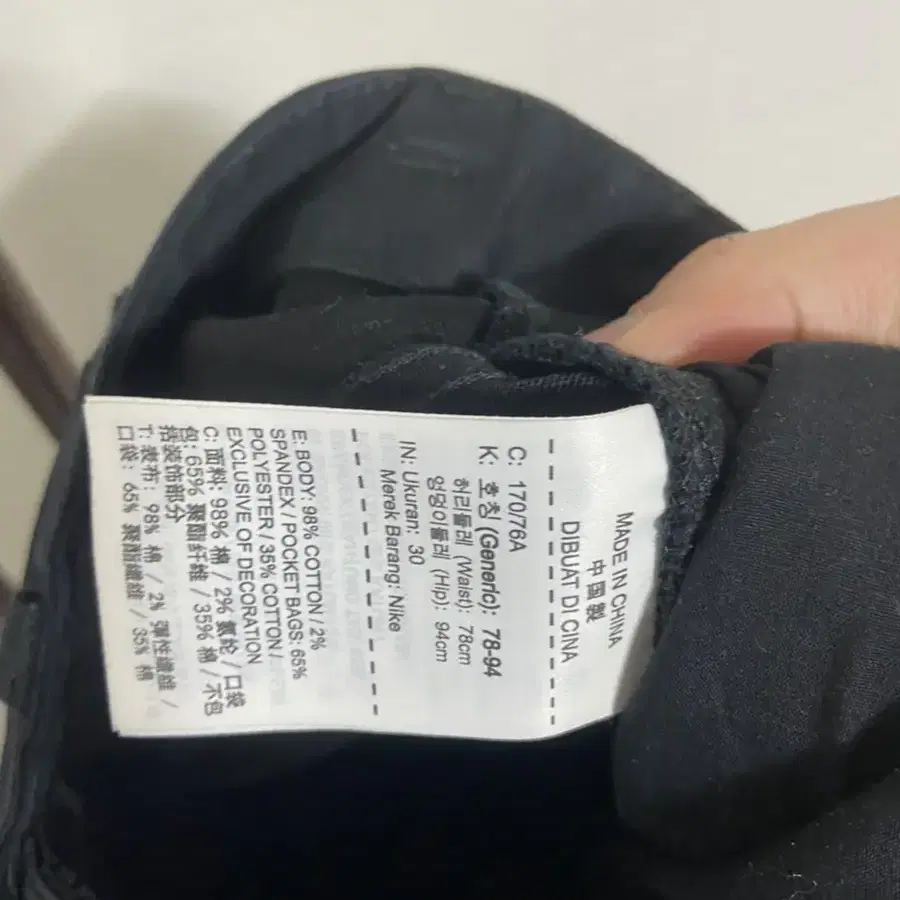 MADE IN CHINA
中国製
DIBUAT DI CINA
C: 170/76A
K: 호칭 (Generlo): 78-94
허리둘레 (Waist): 78cm
엉덩이둘레 (Hip): 94cm
IN: Ukuran: 30
Merek Barang: Nike
E: BODY: 98% COTTON / 2%
SPANDEX / POCKET BAGS: 65%
POLYESTER / 35% COTTON /
EXCLUSIVE OF DECORATION
C: 面料: 98% 棉 / 2% 氨纶 / 口袋
包: 65% 聚酯纤维 / 35% 棉 / 不包
括装饰部分
T: 表布: 98% 棉 / 2% 彈性纖維 /
口袋: 65% 聚酯纖維 / 35% 棉